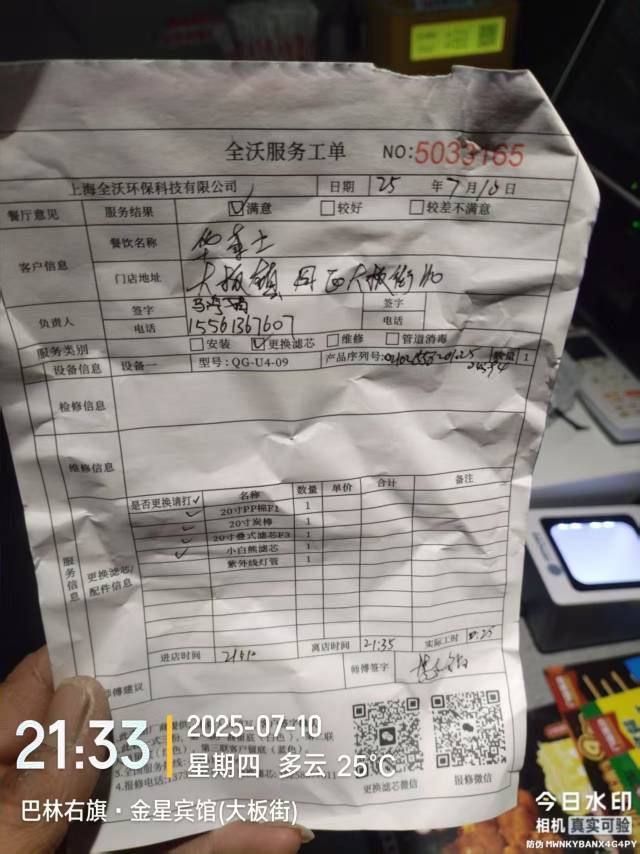 全沃服务工单 NO:5033165
上海全沃环保科技有限公司 日期 25 年 7 月 10 日
餐厅意见 服务结果 ☑满意 □较好 □较差不满意
客户信息 餐饮名称 华莱士
门店地址 大板镇
负责人 签字 签字
电话 15561367607 电话
服务类别 □安装 ☑更换滤芯 □维修 □管道消毒
设备信息 设备一 型号:QG-U4-09 产品序列号: 数量 1
检修信息
维修信息
服务信息 更换滤芯/配件信息
是否更换请打✓ 名称 数量 单价 合计 备注
✓ 20寸PP棉F1 1
✓ 20寸炭棒 1
✓ 20寸叠式滤芯F3 1
✓ 小白熊滤芯 1
紫外线灯管 1
进店时间 21:10 离店时间 21:35 实际工时 0.25
师傅建议 师傅签字
更换滤芯微信 报修微信
21:33
2025-07-10
星期四 多云 25℃
巴林右旗·金星宾馆(大板街)
今日水印
相机 真实可验
防伪 MWNKYBANX4G4PY